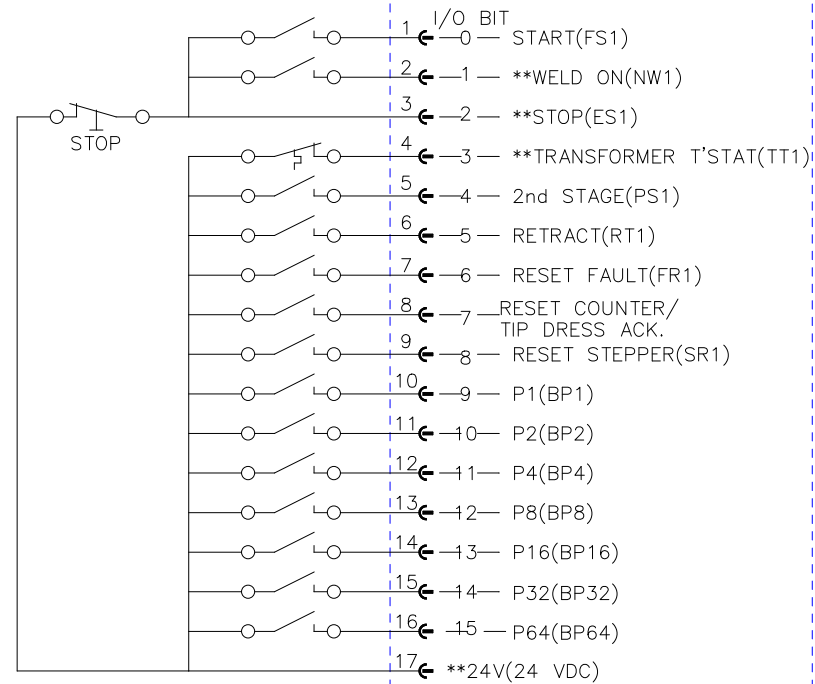 I/O BIT
1 0 START(FS1)
2 1 **WELD ON(NW1)
3 2 **STOP(ES1)
STOP
4 3 **TRANSFORMER T'STAT(TT1)
5 4 2nd STAGE(PS1)
6 5 RETRACT(RT1)
7 6 RESET FAULT(FR1)
8 7 RESET COUNTER/
TIP DRESS ACK.
9 8 RESET STEPPER(SR1)
10 9 P1(BP1)
11 10 P2(BP2)
12 11 P4(BP4)
13 12 P8(BP8)
14 13 P16(BP16)
15 14 P32(BP32)
16 15 P64(BP64)
17 **24V(24 VDC)